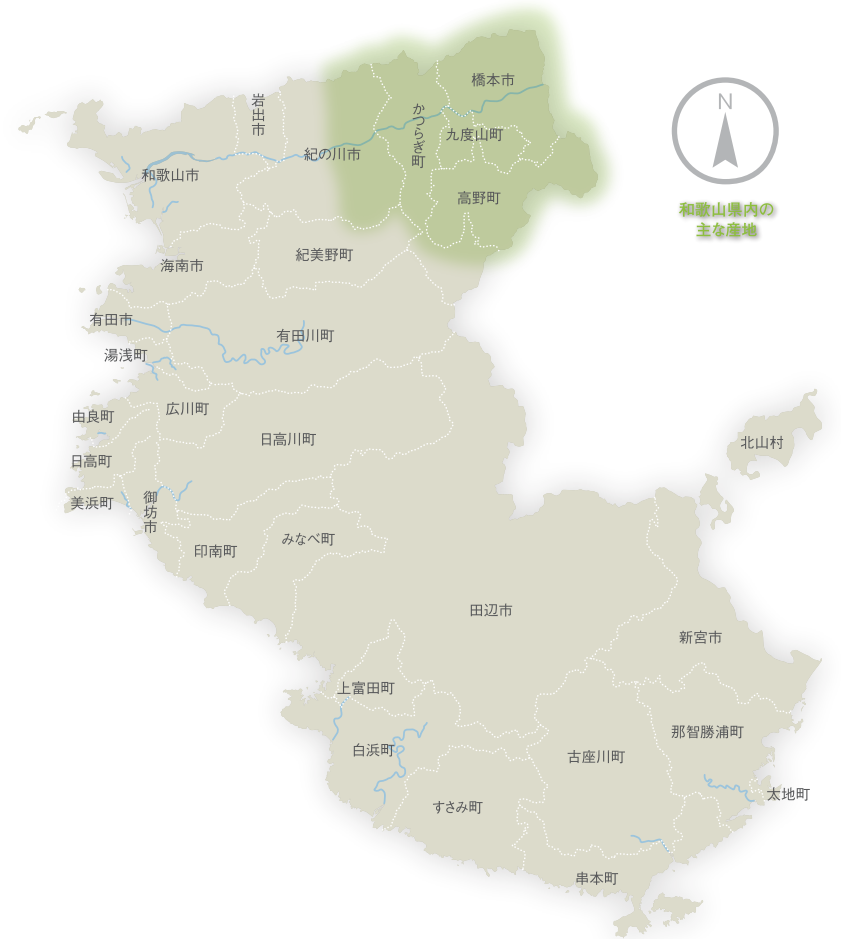 橋本市
岩出市
かつらぎ町
N
九度山町
紀の川市
和歌山市
高野町
和歌山県内の
主な産地
紀美野町
海南市
有田市
有田川町
湯浅町
広川町
由良町
日高川町
北山村
日高町
美浜町
御坊市
みなべ町
印南町
田辺市
新宮市
上富田町
那智勝浦町
白浜町
古座川町
太地町
すさみ町
串本町